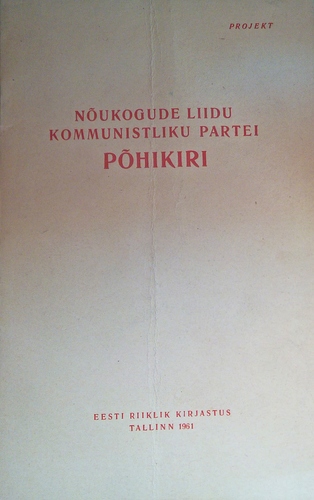 PROJEKT
NÕUKOGUDE LIIDU
KOMMUNISTLIKU PARTEI
PÕHIKIRI
EESTI RIIKLIK KIRJASTUS
TALLINN 1961